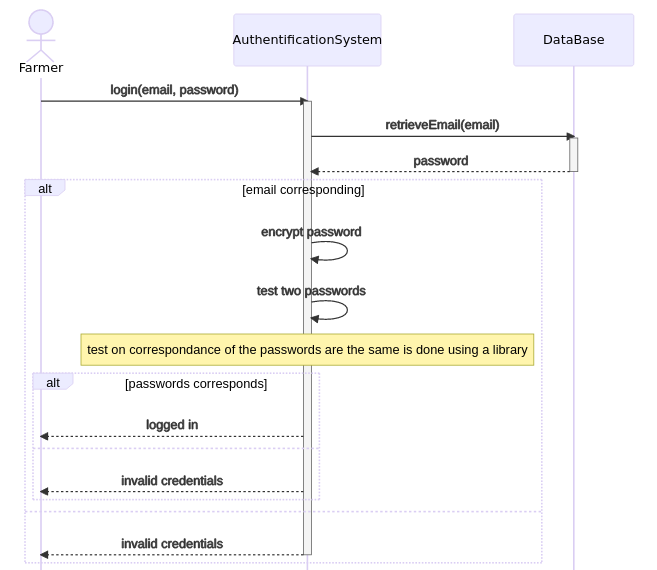 Farmer
AuthentificationSystem
DataBase
login(email, password)
retrieveEmail(email)
password
alt
[email corresponding]
encrypt password
test two passwords
test on correspondance of the passwords are the same is done using a library
alt
[passwords corresponds]
logged in
invalid credentials
invalid credentials